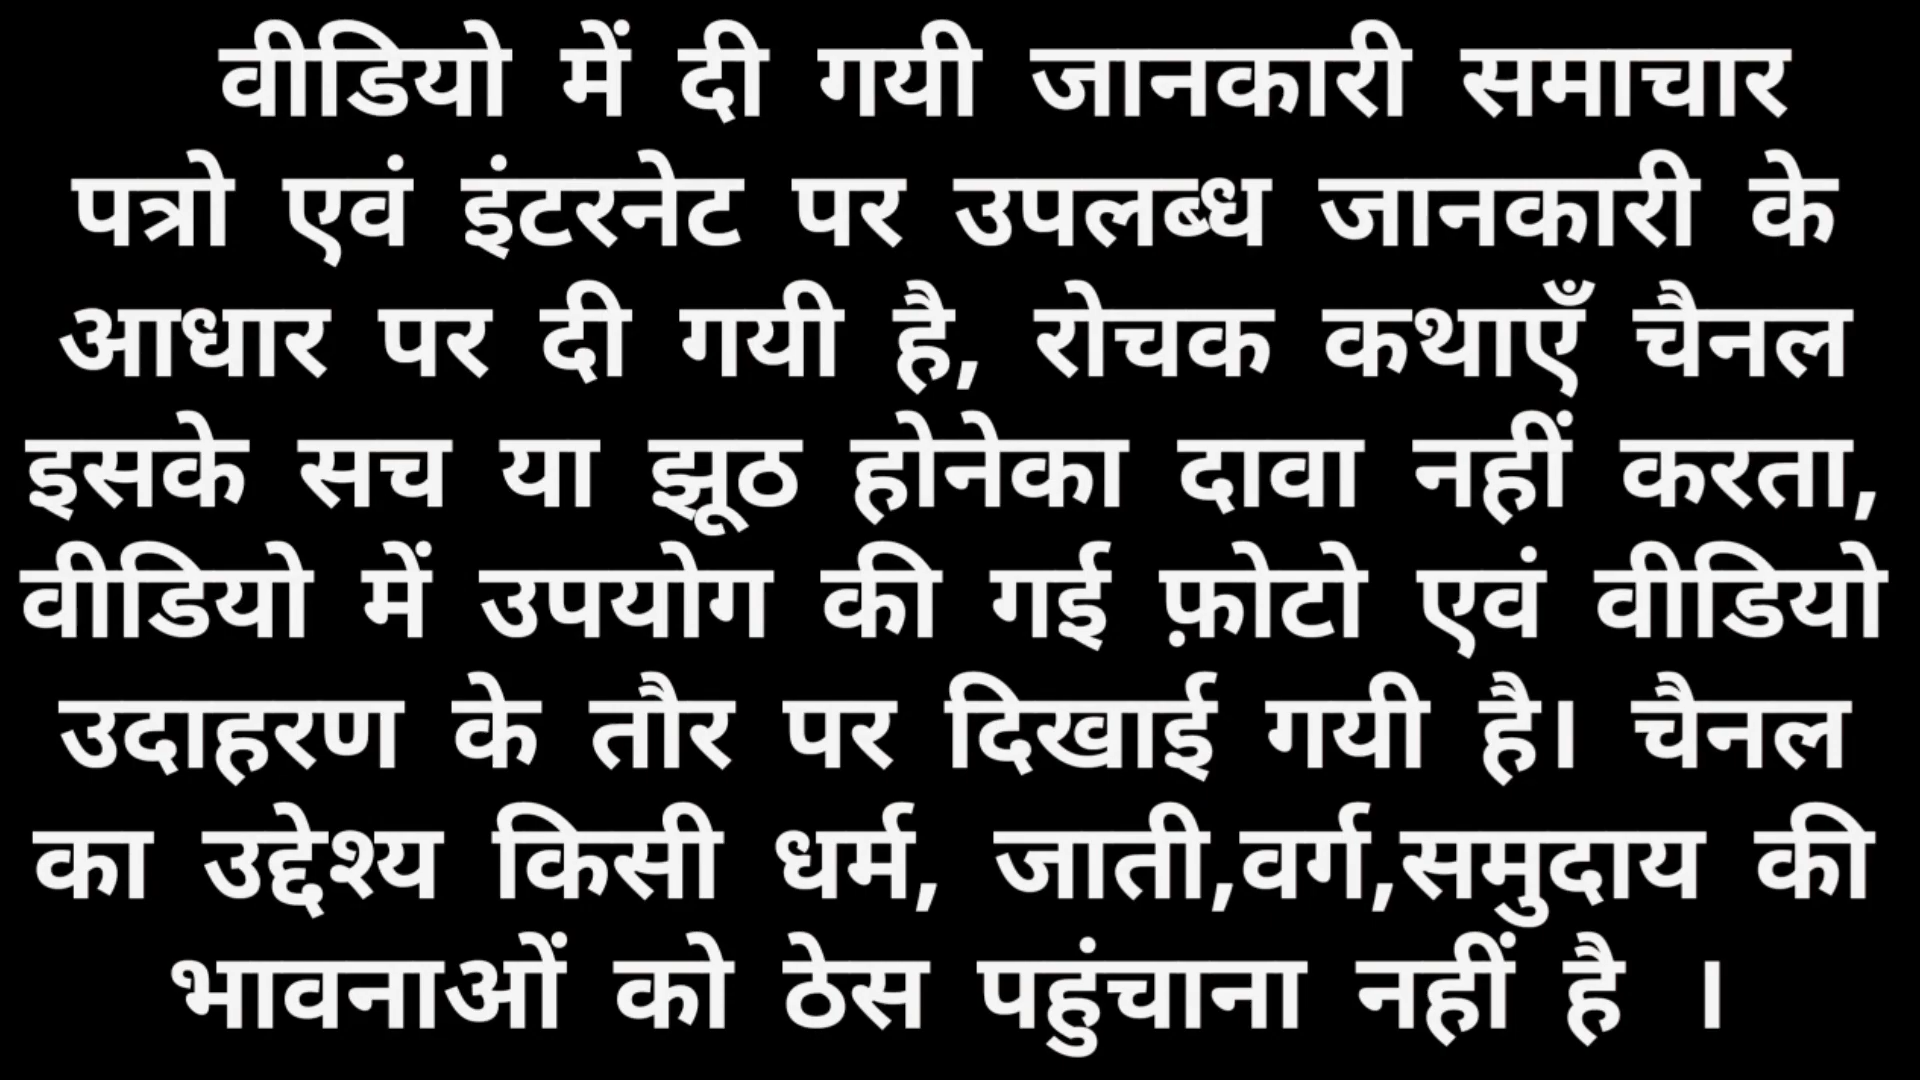 वीडियो में दी गयी जानकारी समाचार
पत्रो एवं इंटरनेट पर उपलब्ध जानकारी के
आधार पर दी गयी है, रोचक कथाएँ चैनल
इसके सच या झूठ होनेका दावा नहीं करता,
वीडियो में उपयोग की गई फ़ोटो एवं वीडियो
उदाहरण के तौर पर दिखाई गयी है। चैनल
का उद्देश्य किसी धर्म, जाती,वर्ग,समुदाय की
भावनाओं को ठेस पहुंचाना नहीं है ।